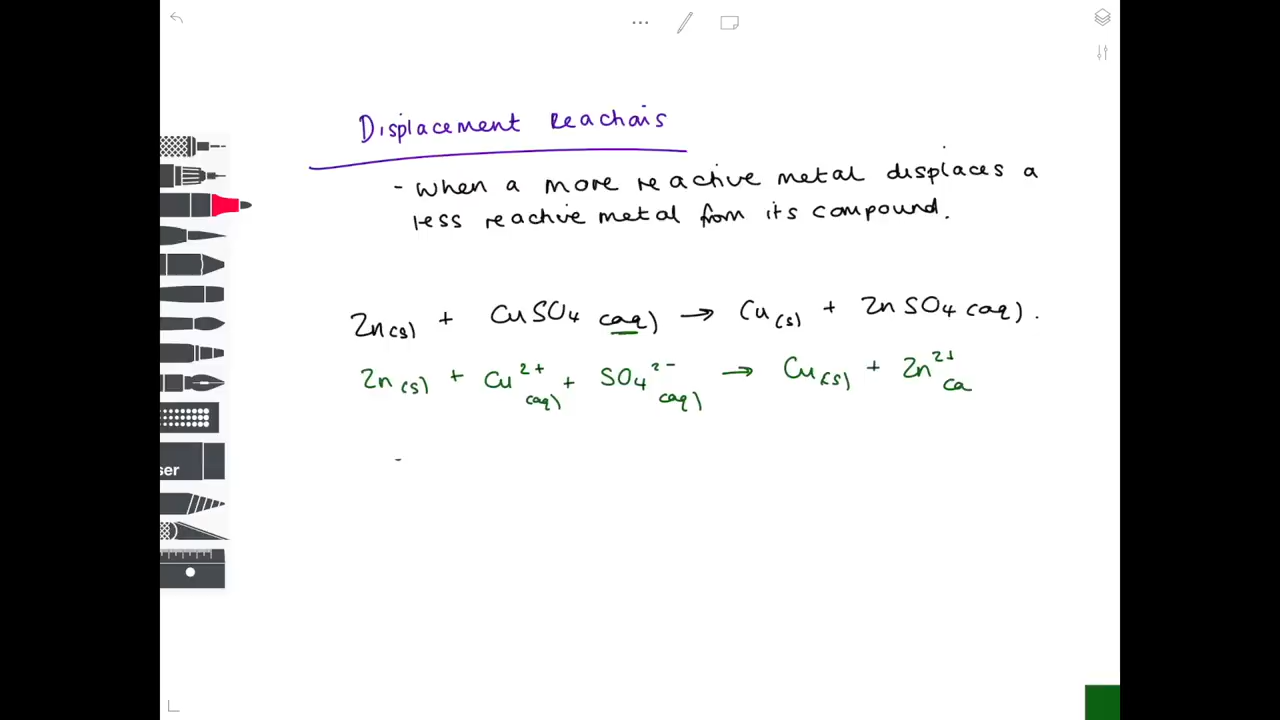 Displacement Reactions
- When a more reactive metal displaces a
less reactive metal from its compound.
Zn(s) + CuSO4 (aq) → Cu(s) + ZnSO4 (aq).
Zn(s) + Cu²⁺(aq) + SO4²⁻(aq) → Cu(s) + Zn²⁺(a
ser